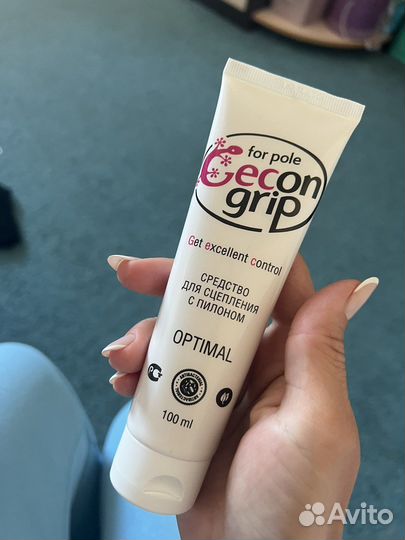 for pole
Gecon
grip
Get excellent control
СРЕДСТВО
ДЛЯ СЦЕПЛЕНИЯ
С ПИЛОНОМ
OPTIMAL
100 ml
Avito